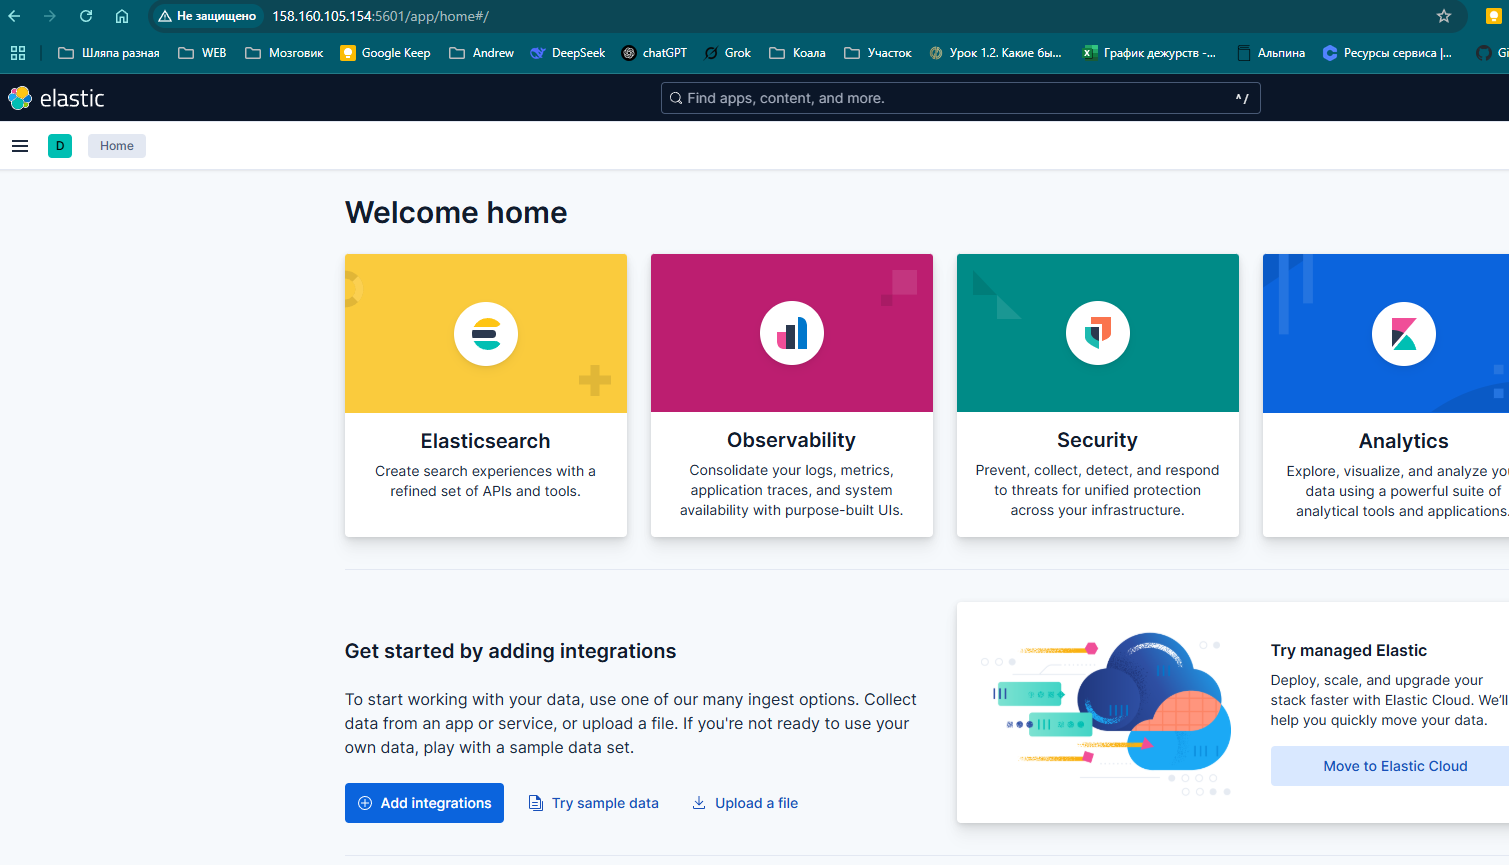 Не защищено 158.160.105.154:5601/app/home#/
Шляпа разная WEB Мозговик Google Keep Andrew DeepSeek chatGPT Grok Коала Участок Урок 1.2. Какие бы... График дежурств -... Альпина Ресурсы сервиса |... Gi
elastic Find apps, content, and more. ^ /
D Home
Welcome home
Elasticsearch
Create search experiences with a
refined set of APIs and tools.
Observability
Consolidate your logs, metrics,
application traces, and system
availability with purpose-built UIs.
Security
Prevent, collect, detect, and respond
to threats for unified protection
across your infrastructure.
Analytics
Explore, visualize, and analyze you
data using a powerful suite of
analytical tools and applications.
Get started by adding integrations
To start working with your data, use one of our many ingest options. Collect
data from an app or service, or upload a file. If you're not ready to use your
own data, play with a sample data set.
Add integrations Try sample data Upload a file
Try managed Elastic
Deploy, scale, and upgrade your
stack faster with Elastic Cloud. We'll
help you quickly move your data.
Move to Elastic Cloud